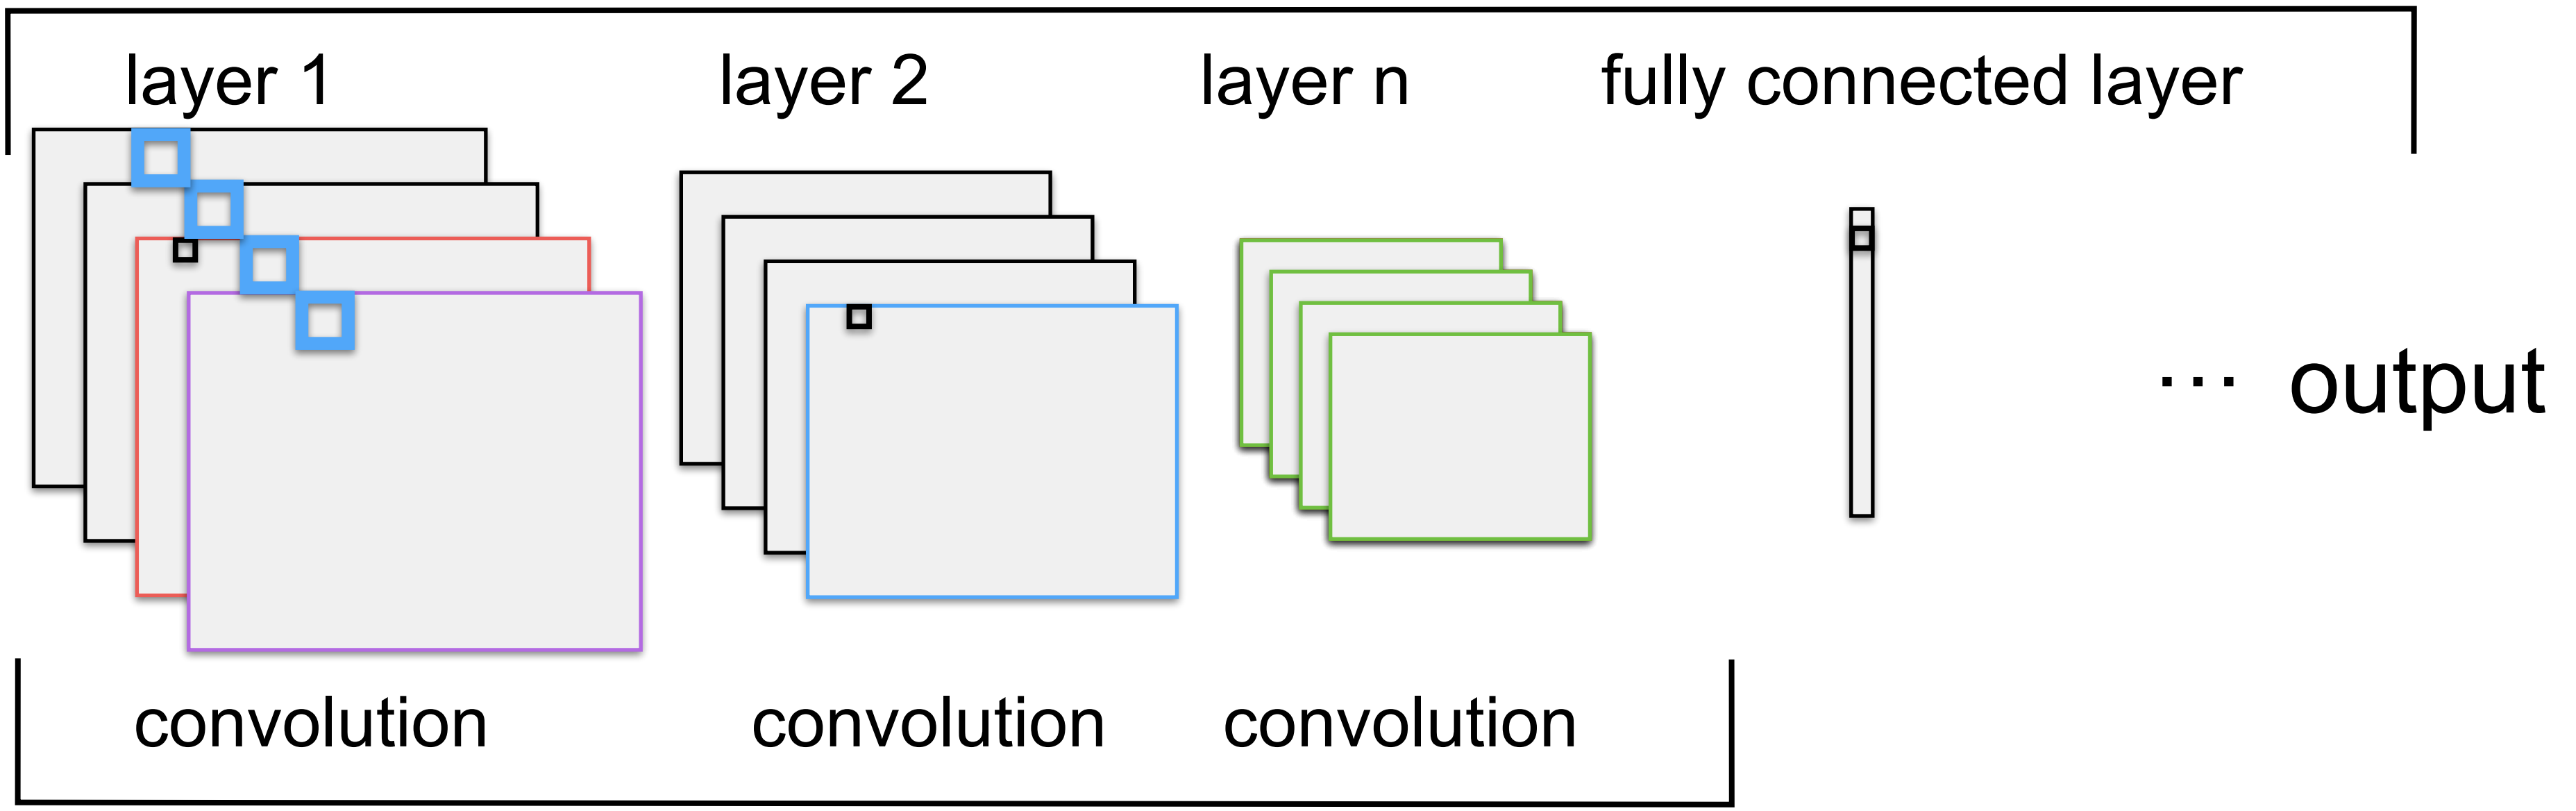 layer 1
layer 2
layer n
fully connected layer
··· output
convolution
convolution
convolution